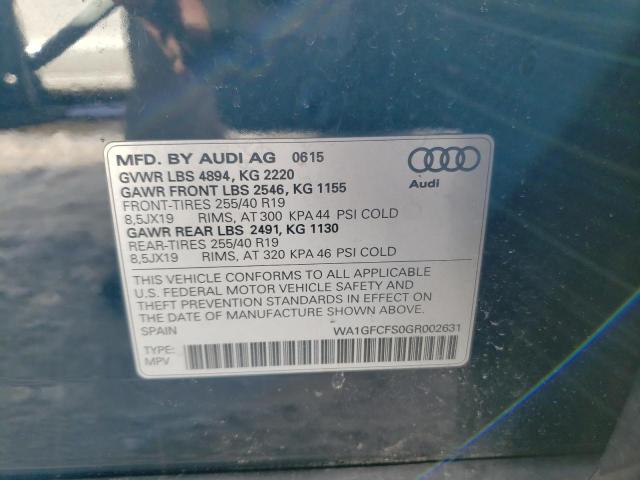 MFD. BY AUDI AG 0615
GVWR LBS 4894, KG 2220
GAWR FRONT LBS 2546, KG 1155
FRONT-TIRES 255/40 R19
8,5JX19 RIMS, AT 300 KPA 44 PSI COLD
GAWR REAR LBS 2491, KG 1130
REAR-TIRES 255/40 R19
8,5JX19 RIMS, AT 320 KPA 46 PSI COLD
Audi
THIS VEHICLE CONFORMS TO ALL APPLICABLE
U.S. FEDERAL MOTOR VEHICLE SAFETY AND
THEFT PREVENTION STANDARDS IN EFFECT ON
THE DATE OF MANUFACTURE SHOWN ABOVE.
SPAIN WA1GFCFS0GR002631
TYPE:
MPV